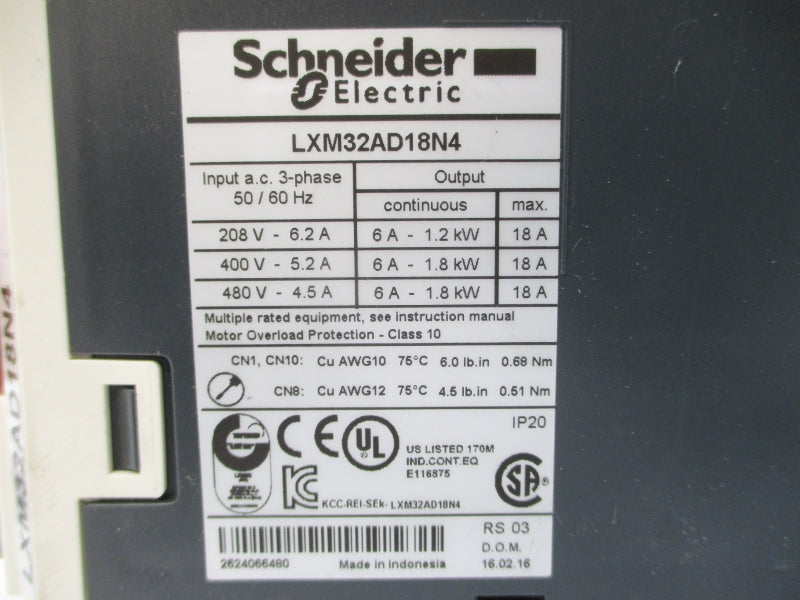 Schneider
Electric
LXM32AD18N4
Input a.c. 3-phase
50 / 60 Hz
Output
continuous max.
208 V - 6.2 A 6 A - 1.2 kW 18 A
400 V - 5.2 A 6 A - 1.8 kW 18 A
480 V - 4.5 A 6 A - 1.8 kW 18 A
Multiple rated equipment, see instruction manual
Motor Overload Protection - Class 10
CN1, CN10: Cu AWG10 75°C 6.0 lb.in 0.68 Nm
CN8: Cu AWG12 75°C 4.5 lb.in 0.51 Nm
IP20
CE
UL
US LISTED 170M
IND.CONT.EQ
E116875
SA
KC
KCC-REI-SEk- LXM32AD18N4
RS 03
D.O.M.
2624066480 Made in Indonesia 16.02.16
LXM32AD18N4